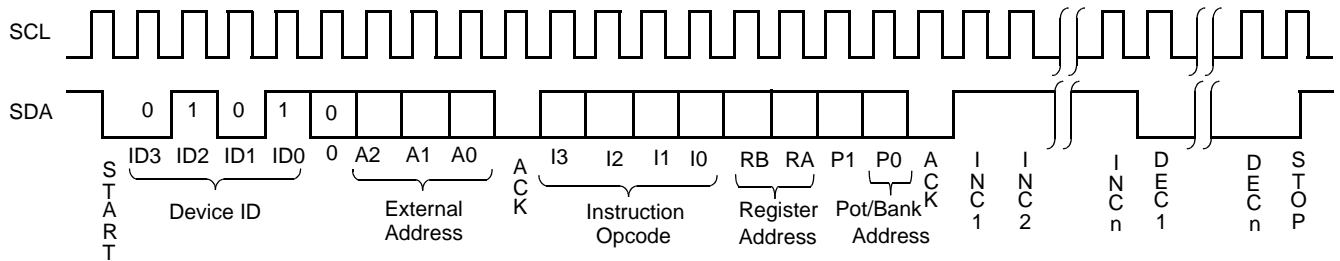 SCL
SDA
0 1 0 1 0
ID3 ID2 ID1 ID0 0 A2 A1 A0 I3 I2 I1 I0 RB RA P1 P0
START
ACK
ACK
INC1
INC2
INCn
DEC1
DECn
STOP
Device ID
External
Address
Instruction
Opcode
Register
Address
Pot/Bank
Address